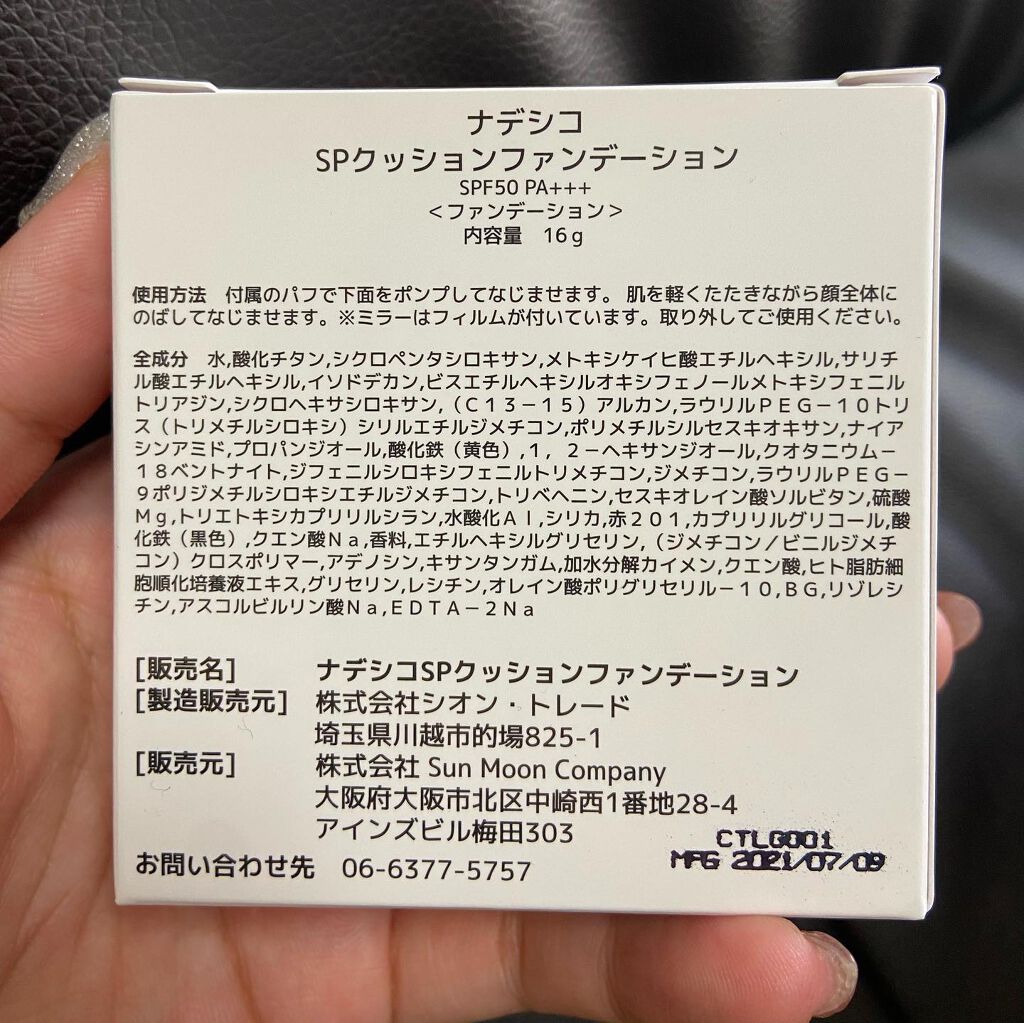 ナデシコ
SPクッションファンデーション
SPF50 PA+++
＜ファンデーション＞
内容量　16ｇ
使用方法　付属のパフで下面をポンプしてなじませます。 肌を軽くたたきながら顔全体に
のばしてなじませます。※ミラーはフィルムが付いています。取り外してご使用ください。
全成分　水,酸化チタン,シクロペンタシロキサン,メトキシケイヒ酸エチルヘキシル,サリチ
ル酸エチルヘキシル,イソドデカン,ビスエチルヘキシルオキシフェノールメトキシフェニル
トリアジン,シクロヘキサシロキサン,（Ｃ１３－１５）アルカン,ラウリルＰＥＧ－１０トリ
ス（トリメチルシロキシ）シリルエチルジメチコン,ポリメチルシルセスキオキサン,ナイア
シンアミド,プロパンジオール,酸化鉄（黄色）,１，２－ヘキサンジオール,クオタニウム－
１８ベントナイト,ジフェニルシロキシフェニルトリメチコン,ジメチコン,ラウリルＰＥＧ－
９ポリジメチルシロキシエチルジメチコン,トリベヘニン,セスキオレイン酸ソルビタン,硫酸
Ｍｇ,トリエトキシカプリリルシラン,水酸化Ａｌ,シリカ,赤２０１,カプリリルグリコール,酸
化鉄（黒色）,クエン酸Ｎａ,香料,エチルヘキシルグリセリン,（ジメチコン／ビニルジメチ
コン）クロスポリマー,アデノシン,キサンタンガム,加水分解カイメン,クエン酸,ヒト脂肪細
胞順化培養液エキス,グリセリン,レシチン,オレイン酸ポリグリセリル－１０,ＢＧ,リゾレシ
チン,アスコルビルリン酸Ｎａ,ＥＤＴＡ－２Ｎａ
[販売名]　ナデシコSPクッションファンデーション
[製造販売元]　株式会社シオン・トレード
埼玉県川越市的場825-1
[販売元]　株式会社 Sun Moon Company
大阪府大阪市北区中崎西1番地28-4
アインズビル梅田303
お問い合わせ先　06-6377-5757
CTLG001
MFG 2021/07/09